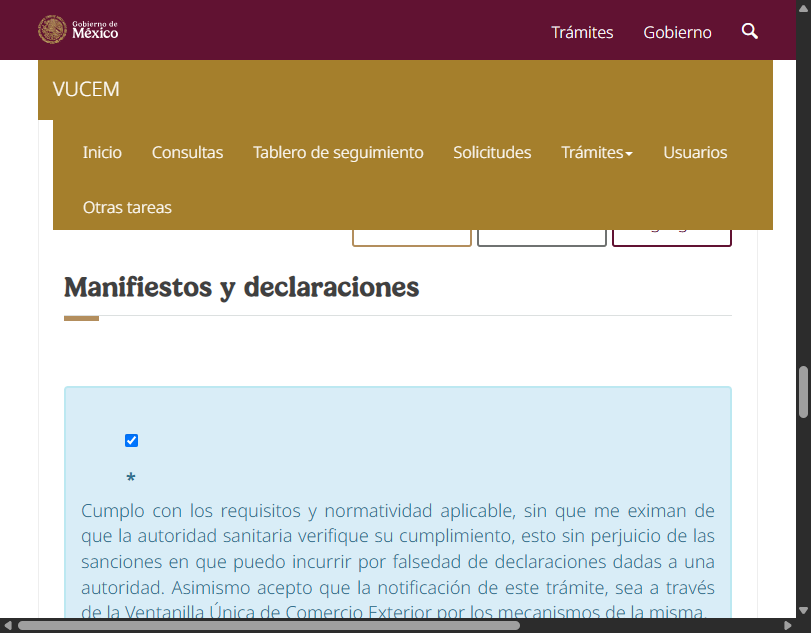 Gobierno de
México
Trámites
Gobierno
VUCEM
Inicio
Consultas
Tablero de seguimiento
Solicitudes
Trámites
Usuarios
Otras tareas
Manifiestos y declaraciones
*
Cumplo con los requisitos y normatividad aplicable, sin que me eximan de
que la autoridad sanitaria verifique su cumplimiento, esto sin perjuicio de las
sanciones en que puedo incurrir por falsedad de declaraciones dadas a una
autoridad. Asimismo acepto que la notificación de este trámite, sea a través
de la Ventanilla Única de Comercio Exterior por los mecanismos de la misma.